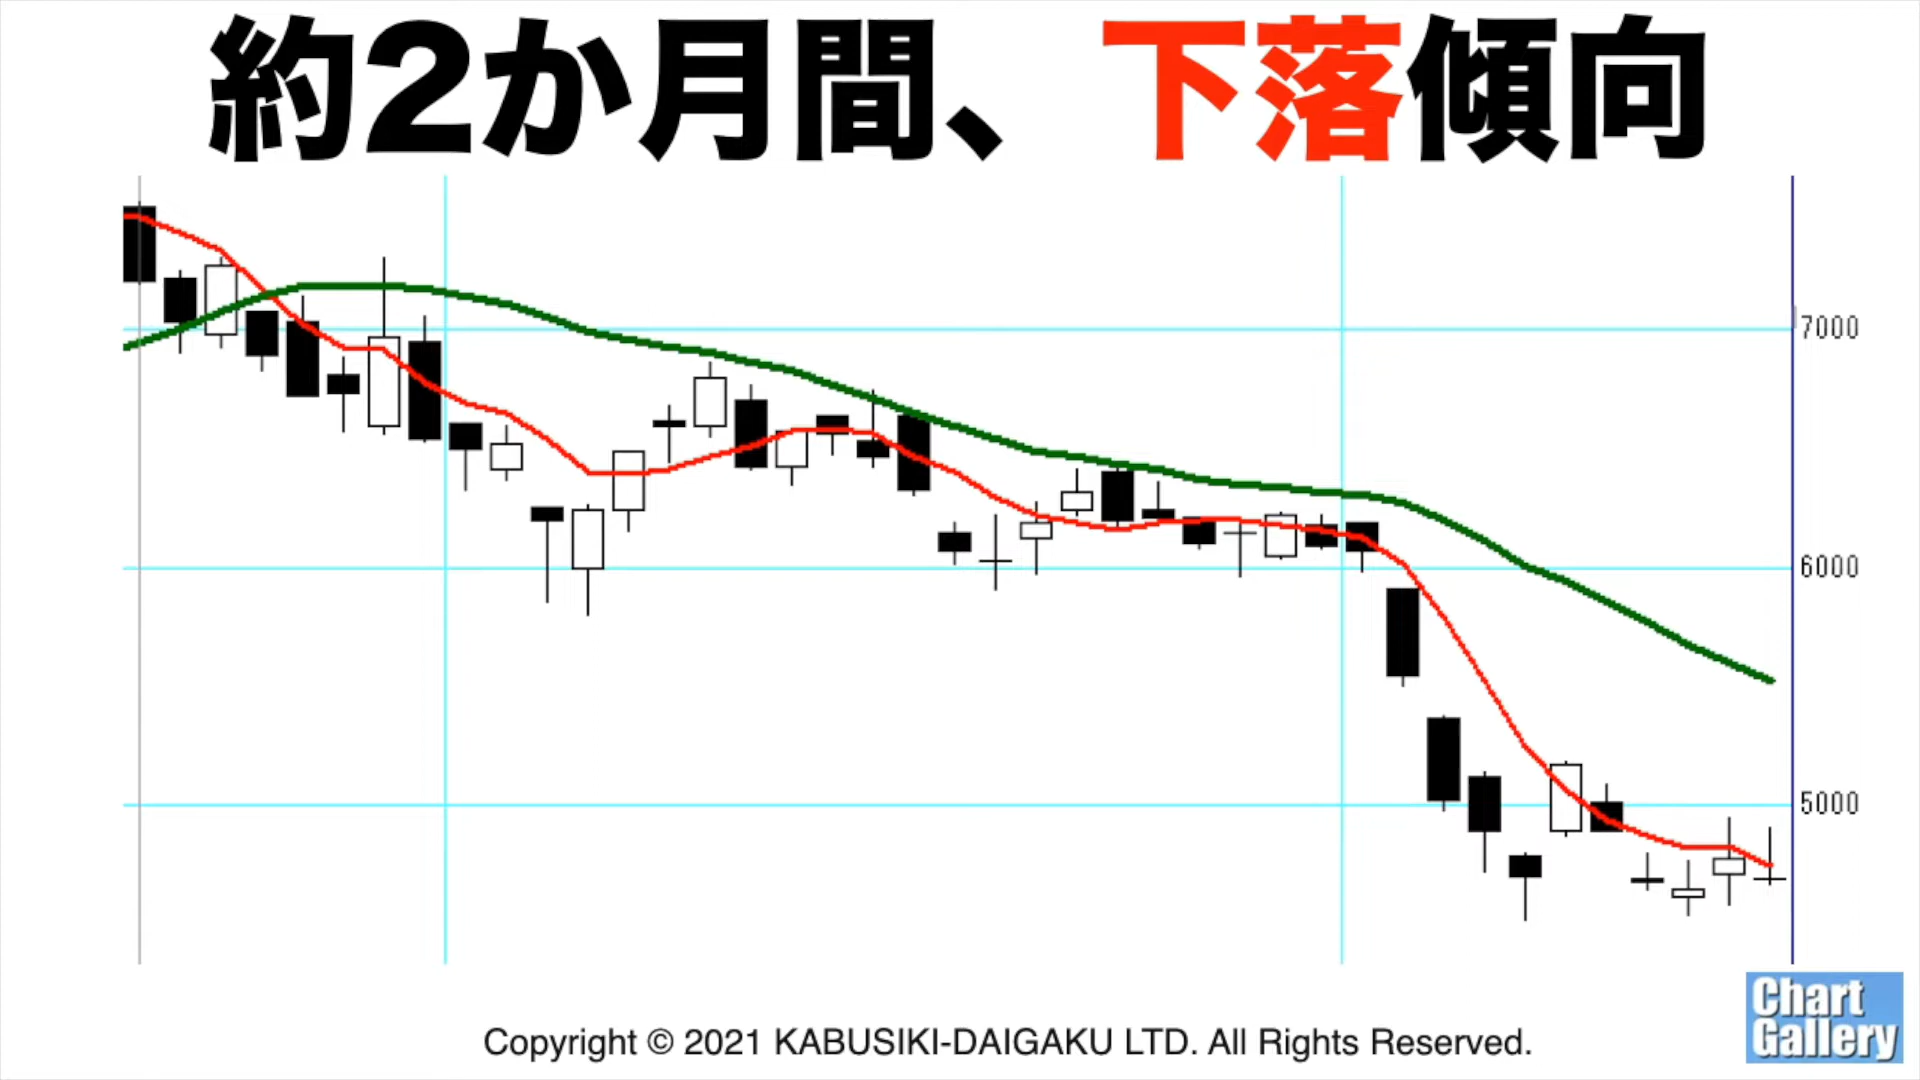 約2か月間、下落傾向
7000
6000
5000
Chart
Gallery
Copyright © 2021 KABUSIKI-DAIGAKU LTD. All Rights Reserved.